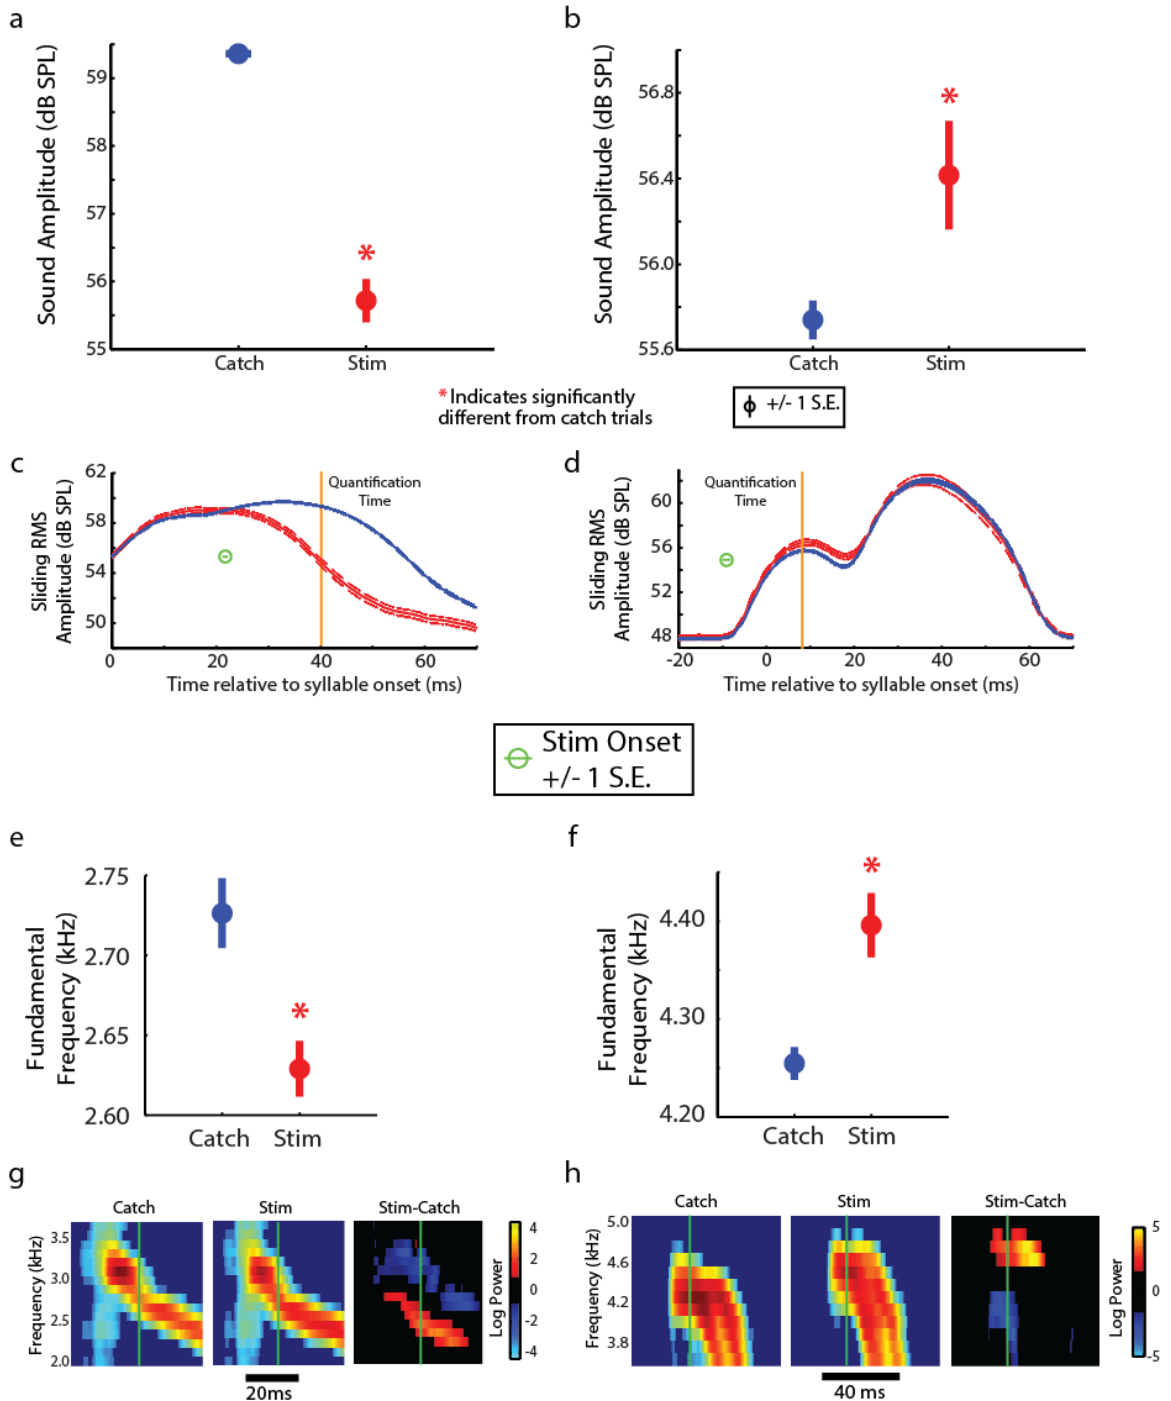 a
Sound Amplitude (dB SPL)
59
58
57
56
55
*
Catch
Stim
b
Sound Amplitude (dB SPL)
56.8
56.4
56.0
55.6
*
Catch
Stim
* Indicates significantly
different from catch trials
+/- 1 S.E.
c
Sliding RMS
Amplitude (dB SPL)
62
58
54
50
Quantification
Time
0
20
40
60
Time relative to syllable onset (ms)
d
Sliding RMS
Amplitude (dB SPL)
60
56
52
48
Quantification
Time
-20
0
20
40
60
Time relative to syllable onset (ms)
Stim Onset
+/- 1 S.E.
e
Fundamental
Frequency (kHz)
2.75
2.70
2.65
2.60
*
Catch
Stim
f
Fundamental
Frequency (kHz)
4.40
4.30
4.20
*
Catch
Stim
g
Catch
Stim
Stim-Catch
Frequency (kHz)
3.5
3.0
2.5
2.0
20ms
Log Power
4
2
0
-2
-4
h
Catch
Stim
Stim-Catch
Frequency (kHz)
5.0
4.6
4.2
3.8
40 ms
Log Power
5
0
-5